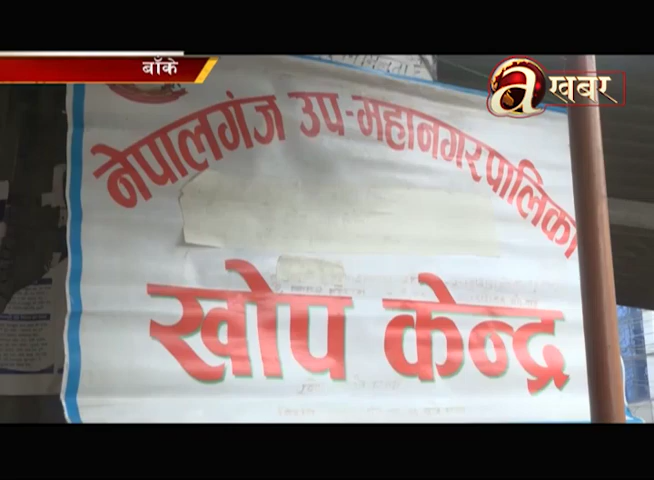 बाँके
a खबर
नेपालगंज उप-महानगरपालिका
खोप केन्द्र